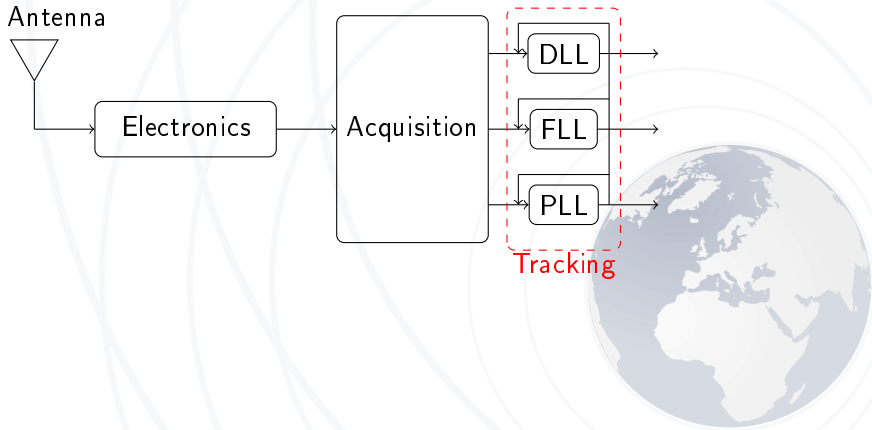 Antenna
Electronics
Acquisition
DLL
FLL
PLL
Tracking